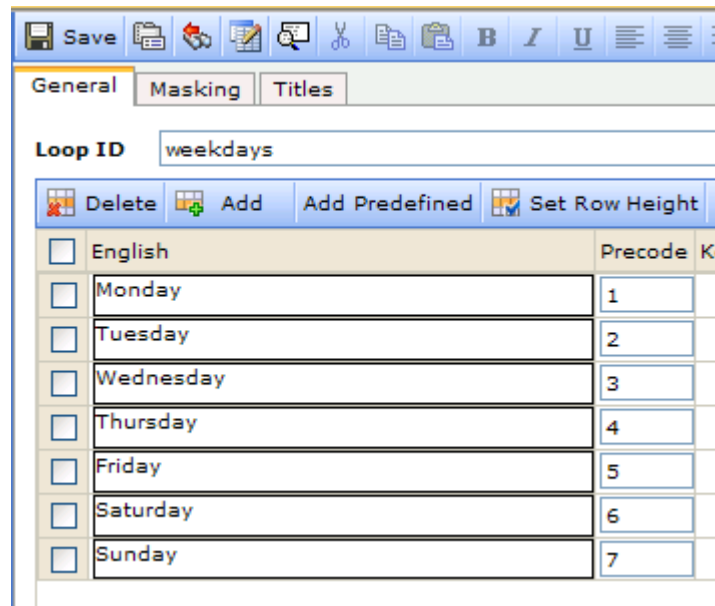 Save B I U
General Masking Titles
Loop ID weekdays
Delete Add Add Predefined Set Row Height
English Precode K
Monday 1
Tuesday 2
Wednesday 3
Thursday 4
Friday 5
Saturday 6
Sunday 7